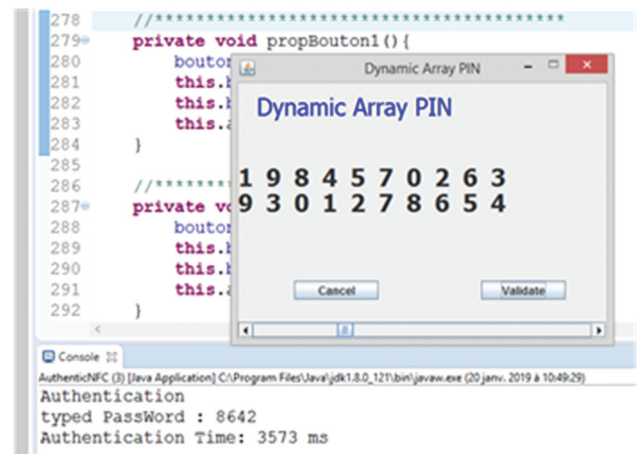 278 //***************************************
279 private void propBouton1(){
280 bouton
281 this.b
282 this.b
283 this.a
284 }
285
286 //********
287 private vo
288 bouton
289 this.b
290 this.b
291 this.a
292 }
Dynamic Array PIN
Dynamic Array PIN
1 9 8 4 5 7 0 2 6 3
9 3 0 1 2 7 8 6 5 4
Cancel Validate
Console
AuthenticNFC (3) [Java Application] C:\Program Files\Java\jdk1.8.0_121\bin\javaw.exe (20 janv. 2019 à 10:49:29)
Authentication
typed PassWord : 8642
Authentication Time: 3573 ms